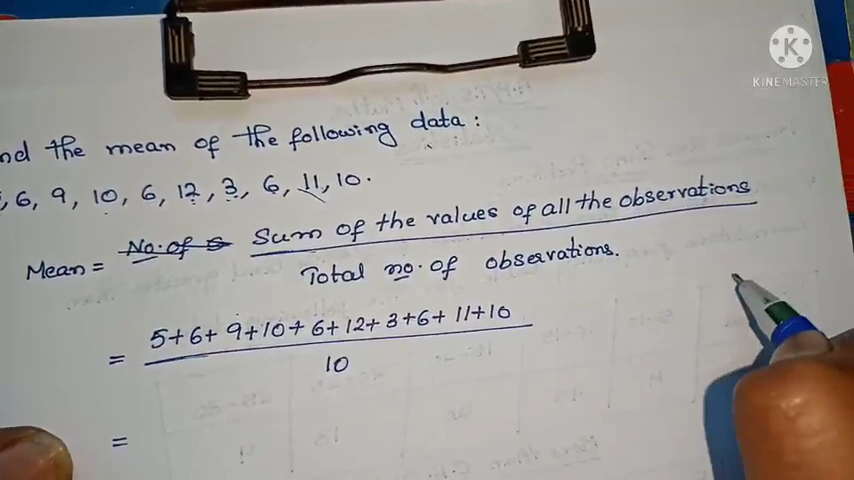 nd the mean of the following data:
, 6, 9, 10, 6, 12, 3, 6, 11, 10.
Mean = No. of Sum of the values of all the observations
Total no. of observations.
= 5+6+ 9+10+ 6+ 12+ 3+6+ 11+10
10
=
K
KINEMASTER